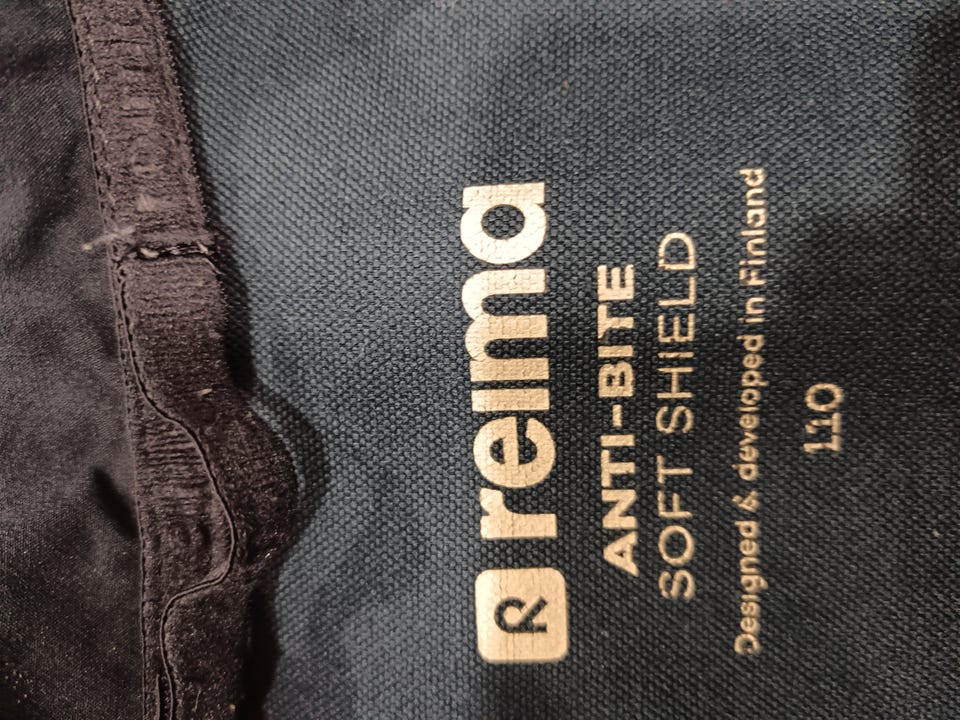 R reima
ANTI-BITE
SOFT SHIELD
Designed & developed in Finland
110